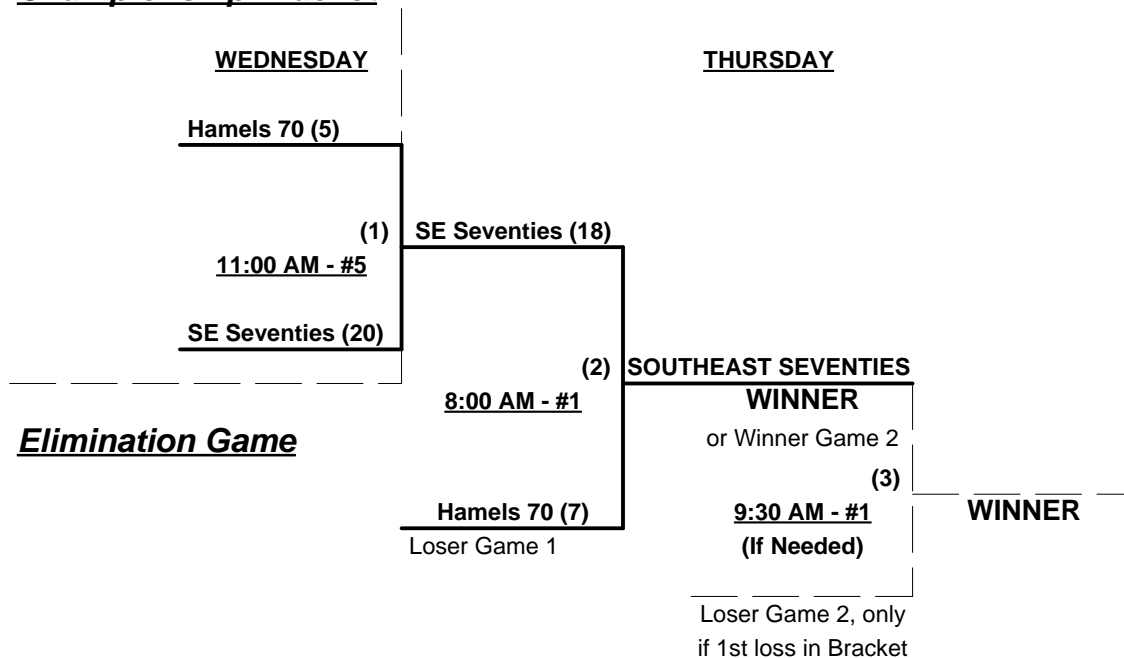 WEDNESDAY
THURSDAY
Hamels 70 (5)
(1)
SE Seventies (18)
11:00 AM - #5
SE Seventies (20)
(2)
SOUTHEAST SEVENTIES
8:00 AM - #1
WINNER
Elimination Game
or Winner Game 2
(3)
Hamels 70 (7)
9:30 AM - #1
WINNER
Loser Game 1
(If Needed)
Loser Game 2, only
if 1st loss in Bracket